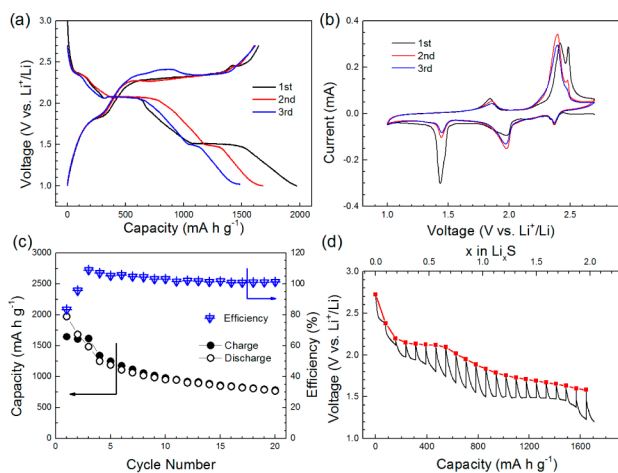 (a)
3.0
2.5
2.0
1.5
1.0
Voltage (V vs. Li⁺/Li)
1st
2nd
3rd
0 500 1000 1500 2000
Capacity (mA h g⁻¹)
(b)
0.4
0.2
0.0
-0.2
-0.4
Current (mA)
1st
2nd
3rd
1.0 1.5 2.0 2.5
Voltage (V vs. Li⁺/Li)
(c)
3000
2500
2000
1500
1000
500
0
Capacity (mAh g⁻¹)
140
120
100
80
60
40
20
0
Efficiency (%)
Efficiency
Charge
Discharge
0 5 10 15 20
Cycle Number
(d)
x in LiₓS
0.0 0.5 1.0 1.5 2.0
3.0
2.5
2.0
1.5
1.0
Voltage (V vs. Li⁺/Li)
0 400 800 1200 1600
Capacity (mA h g⁻¹)